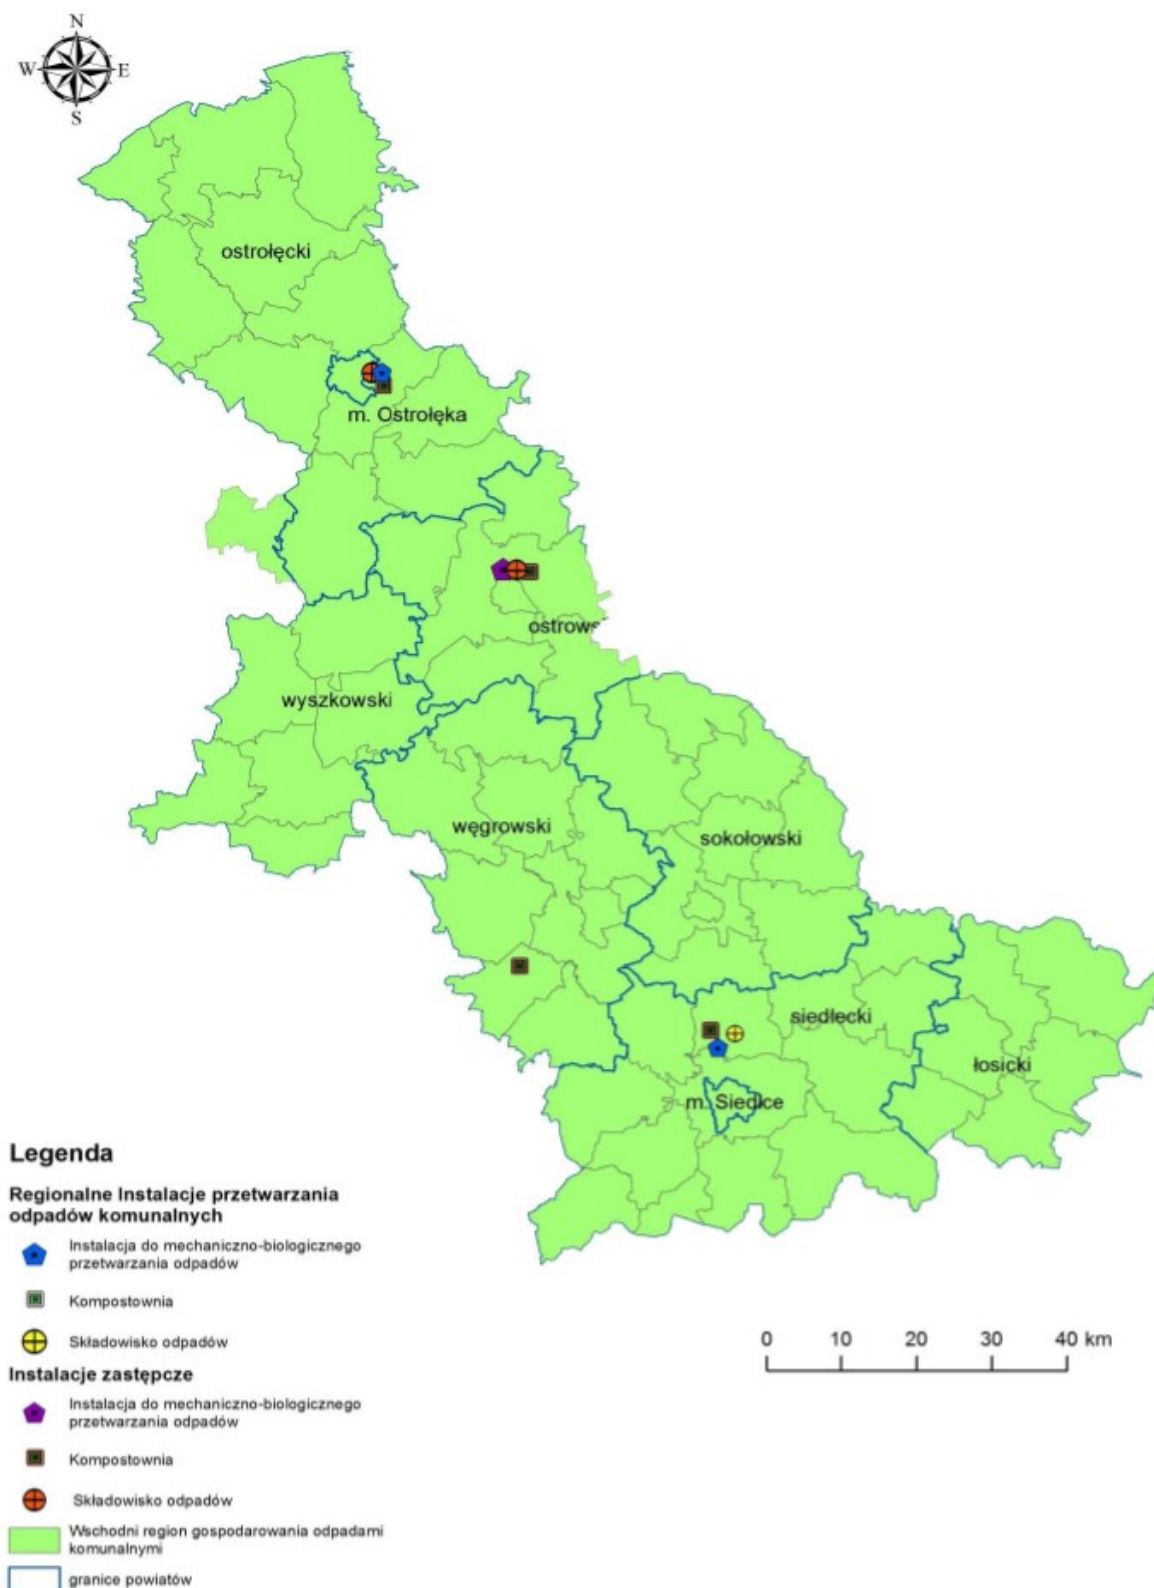 N
W E
S
ostrołęcki
m. Ostrołęka
ostrows
wyszkowski
węgrowski
sokołowski
siedlecki
łosicki
m. Siedlce
Legenda
Regionalne Instalacje przetwarzania
odpadów komunalnych
Instalacja do mechaniczno-biologicznego
przetwarzania odpadów
Kompostownia
Składowisko odpadów
Instalacje zastępcze
Instalacja do mechaniczno-biologicznego
przetwarzania odpadów
Kompostownia
Składowisko odpadów
Wschodni region gospodarowania odpadami
komunalnymi
granice powiatów
0 10 20 30 40 km